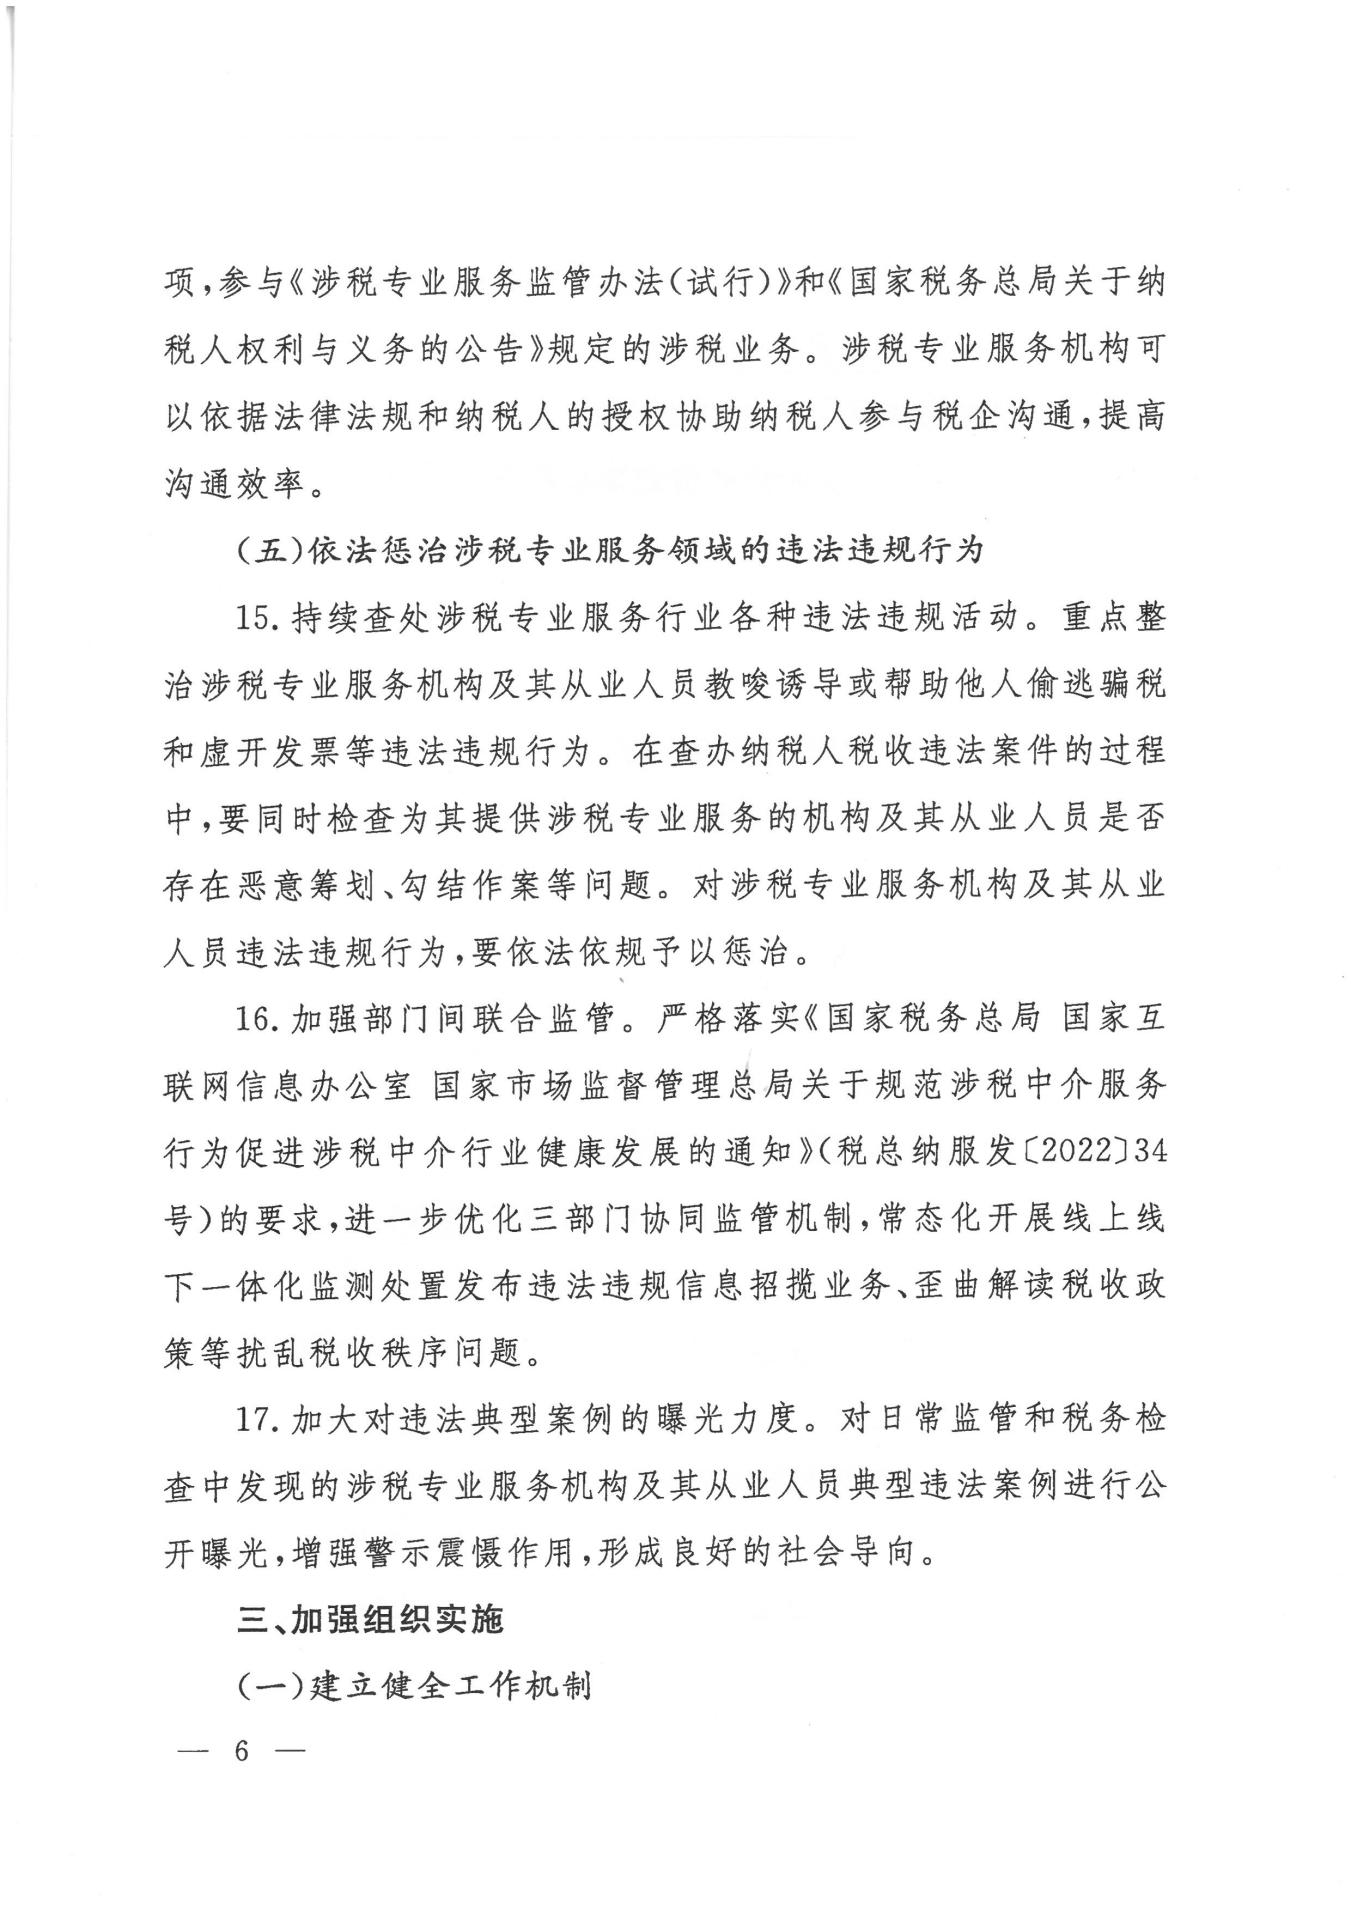 项，参与《涉税专业服务监管办法（试行）》和《国家税务总局关于纳
税人权利与义务的公告》规定的涉税业务。涉税专业服务机构可
以依据法律法规和纳税人的授权协助纳税人参与税企沟通，提高
沟通效率。
（五）依法惩治涉税专业服务领域的违法违规行为
15.持续查处涉税专业服务行业各种违法违规活动。重点整
治涉税专业服务机构及其从业人员教唆诱导或帮助他人偷逃骗税
和虚开发票等违法违规行为。在查办纳税人税收违法案件的过程
中，要同时检查为其提供涉税专业服务的机构及其从业人员是否
存在恶意筹划、勾结作案等问题。对涉税专业服务机构及其从业
人员违法违规行为，要依法依规予以惩治。
16.加强部门间联合监管。严格落实《国家税务总局 国家互
联网信息办公室 国家市场监督管理总局关于规范涉税中介服务
行为促进涉税中介行业健康发展的通知》（税总纳服发〔2022〕34
号）的要求，进一步优化三部门协同监管机制，常态化开展线上线
下一体化监测处置发布违法违规信息招揽业务、歪曲解读税收政
策等扰乱税收秩序问题。
17.加大对违法典型案例的曝光力度。对日常监管和税务检
查中发现的涉税专业服务机构及其从业人员典型违法案例进行公
开曝光，增强警示震慑作用，形成良好的社会导向。
三、加强组织实施
（一）建立健全工作机制
— 6 —